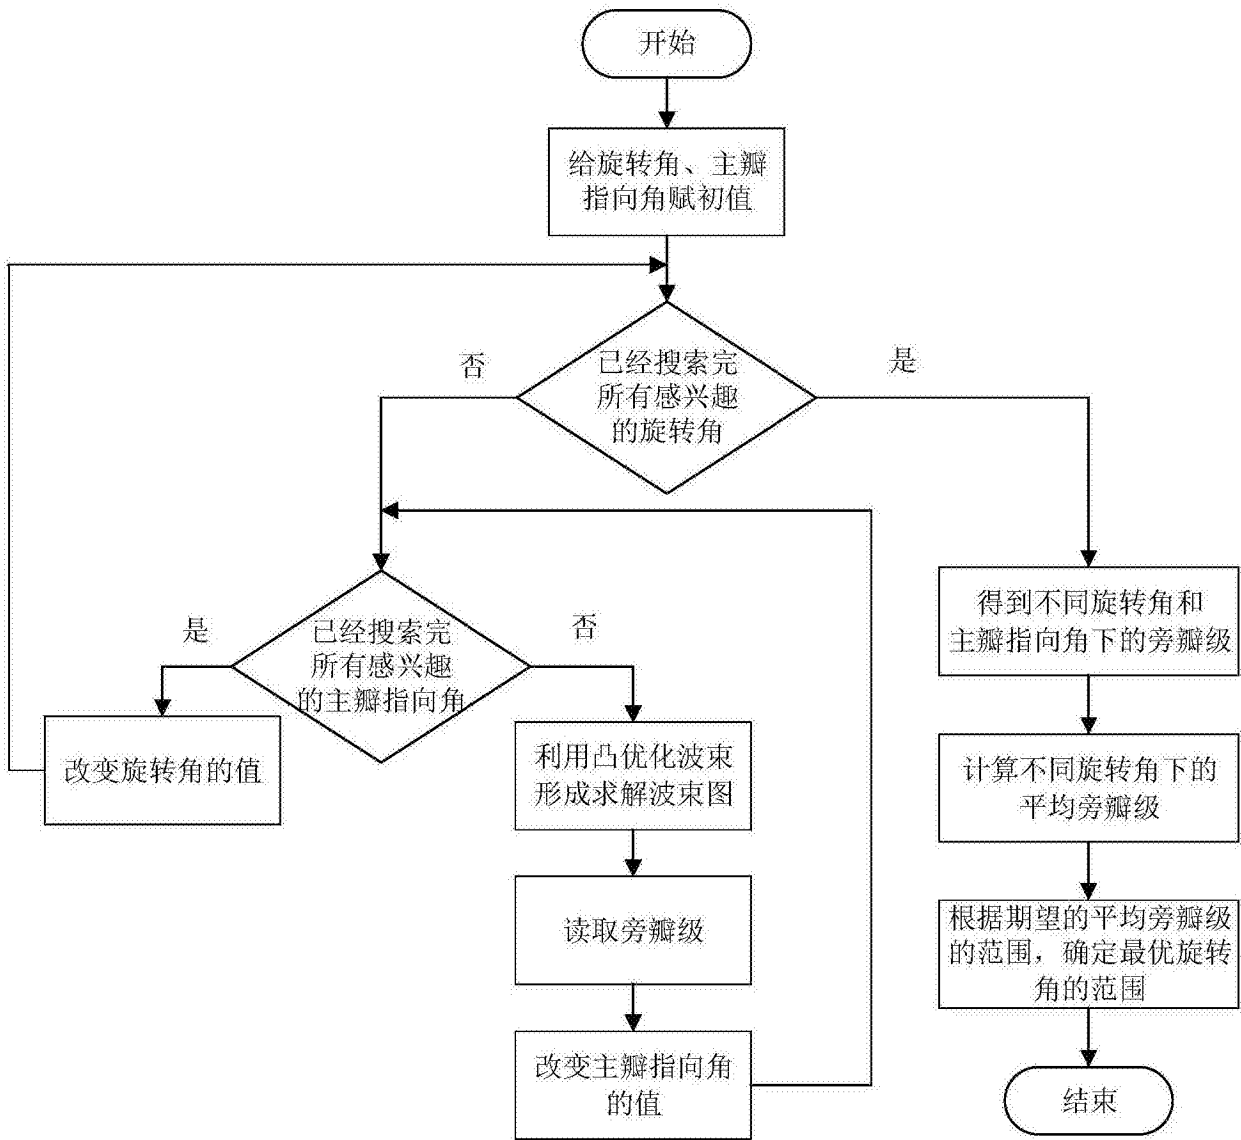 开始
给旋转角、主瓣
指向角赋初值
否
已经搜索完
所有感兴趣
的旋转角
是
是
已经搜索完
所有感兴趣
的主瓣指向角
否
改变旋转角的值
利用凸优化波束
形成求解波束图
读取旁瓣级
改变主瓣指向角
的值
得到不同旋转角和
主瓣指向角下的旁瓣级
计算不同旋转角下的
平均旁瓣级
根据期望的平均旁瓣级
的范围，确定最优旋转
角的范围
结束